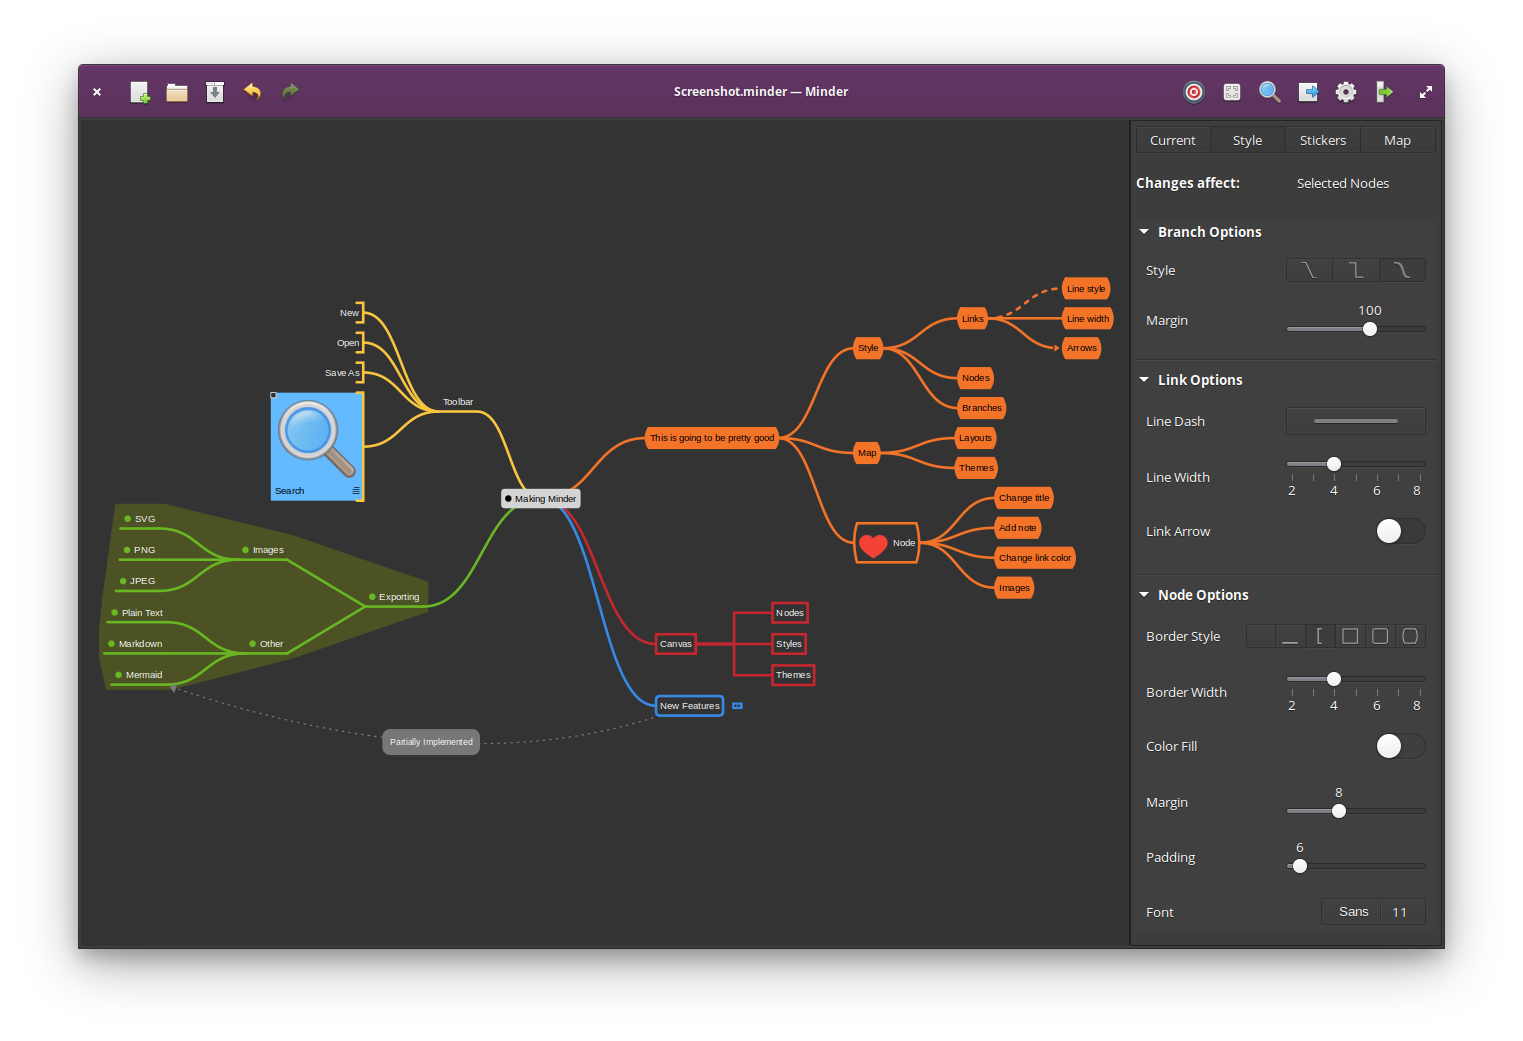 Screenshot.minder — Minder
Current Style Stickers Map
Changes affect: Selected Nodes
Branch Options
Style
Margin 100
Link Options
Line Dash
Line Width
2 4 6 8
Link Arrow
Node Options
Border Style
Border Width
2 4 6 8
Color Fill
Margin 8
Padding 6
Font Sans 11
New
Open
Save As
Search
Toolbar
Making Minder
SVG
PNG
JPEG
Images
Plain Text
Markdown
Mermaid
Other
Exporting
Partially Implemented
This is going to be pretty good
Style
Links
Line style
Line width
Arrows
Nodes
Branches
Map
Layouts
Themes
Node
Change title
Add note
Change link color
Images
Canvas
Nodes
Styles
Themes
New Features